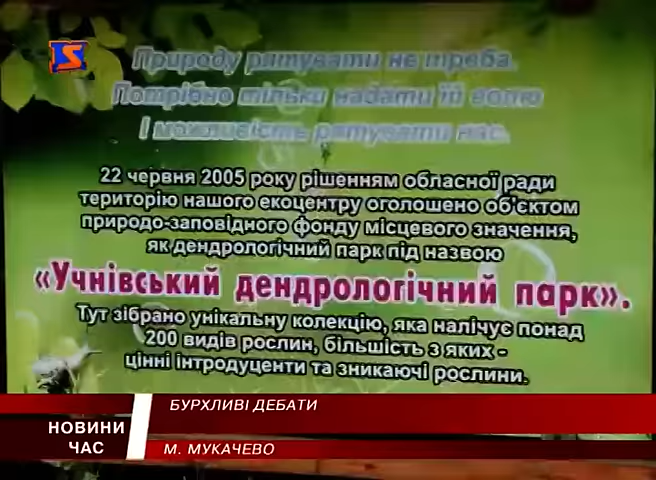 Природу рятувати не треба.
Потрібно тільки надати їй волю
І можливість рятувати нас.
22 червня 2005 року рішенням обласної ради
територію нашого екоцентру оголошено об'єктом
природо-заповідного фонду місцевого значення,
як дендрологічний парк під назвою
«Учнівський дендрологічний парк».
Тут зібрано унікальну колекцію, яка налічує понад
200 видів рослин, більшість з яких -
цінні інтродуценти та зникаючі рослини.
БУРХЛИВІ ДЕБАТИ
НОВИНИ
ЧАС
М. МУКАЧЕВО